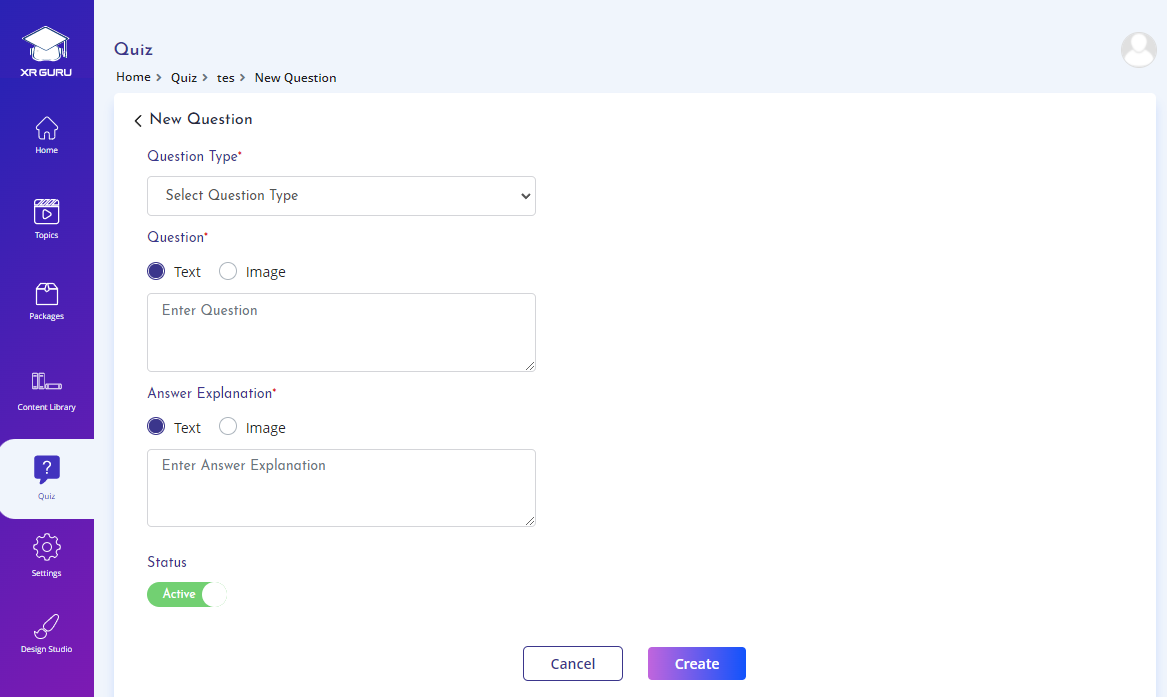 XR GURU
Home
Topics
Packages
Content Library
?
Quiz
Settings
Design Studio
Quiz
Home > Quiz > tes > New Question
New Question
Question Type*
Select Question Type
Question*
Text Image
Enter Question
Answer Explanation*
Text Image
Enter Answer Explanation
Status
Active
Cancel Create